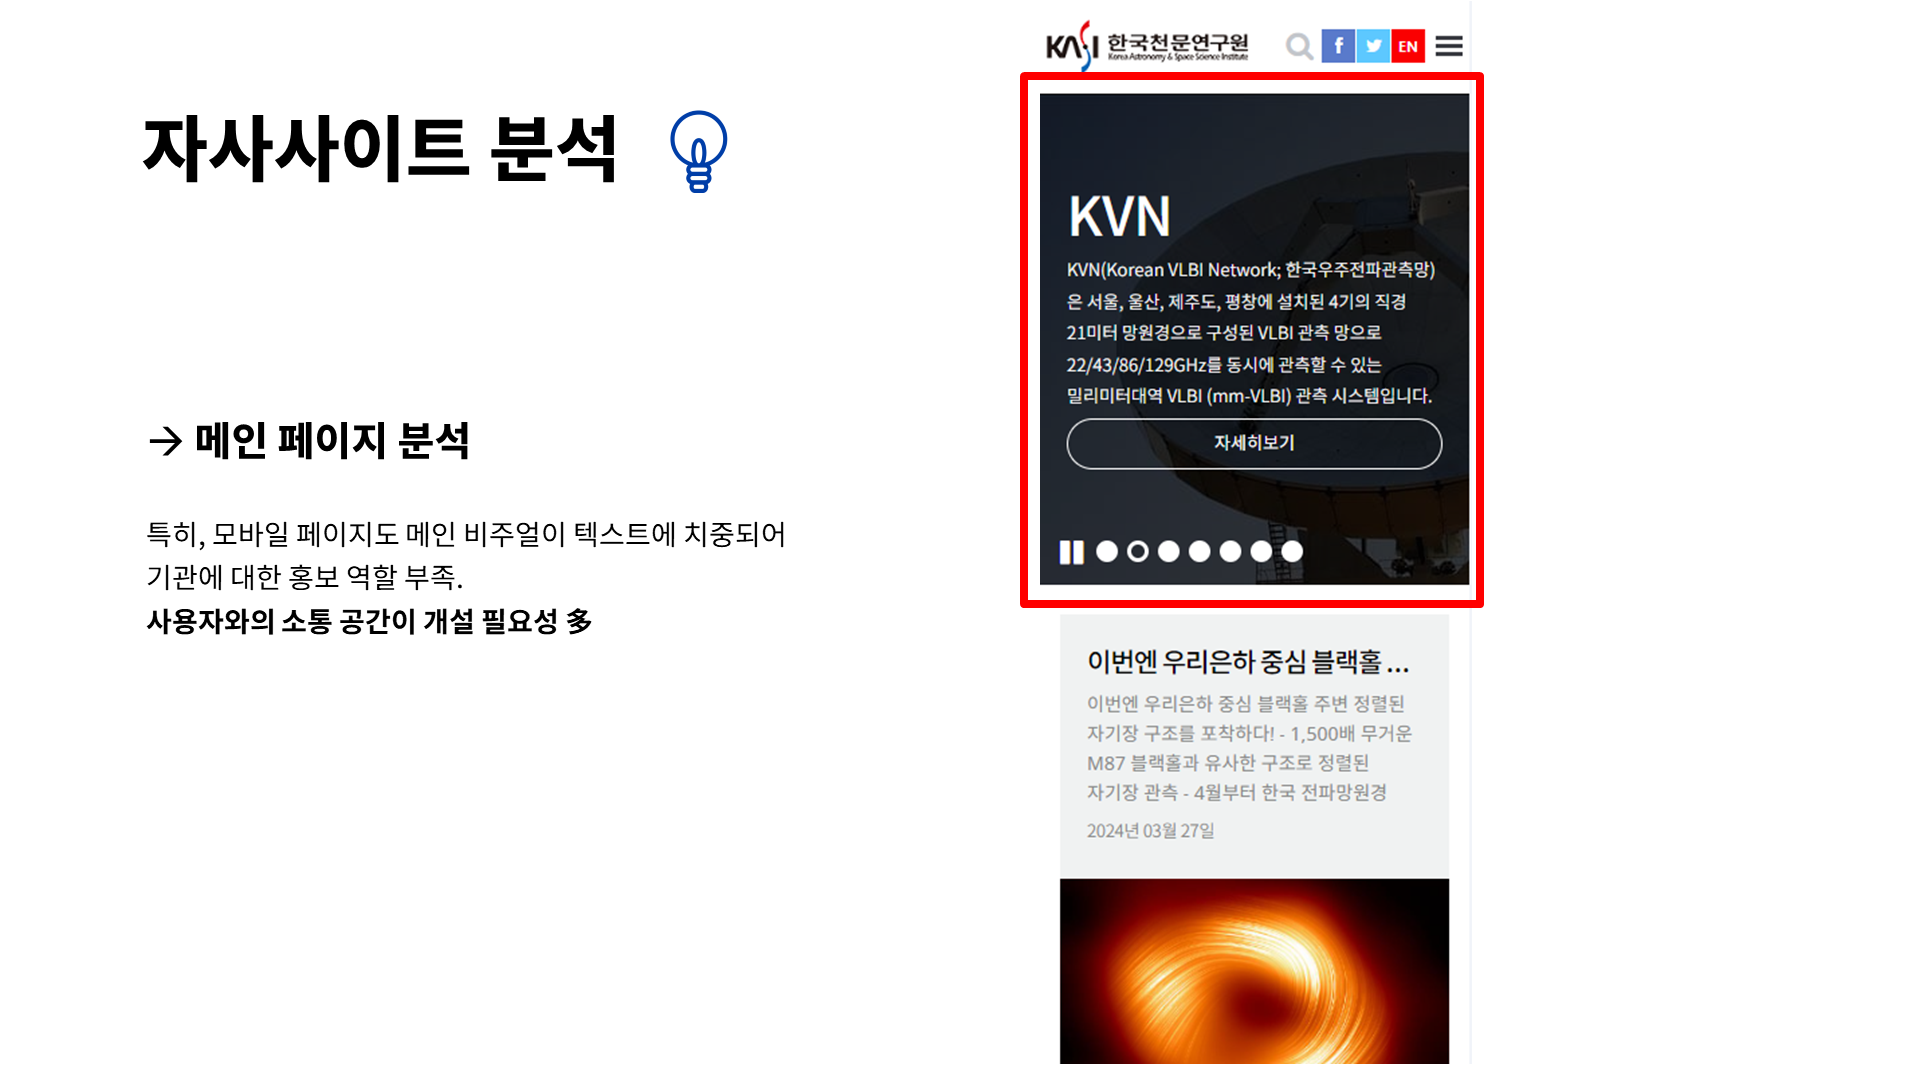 자사사이트 분석
→ 메인 페이지 분석
특히, 모바일 페이지도 메인 비주얼이 텍스트에 치중되어
기관에 대한 홍보 역할 부족.
사용자와의 소통 공간이 개설 필요성 多
KASI 한국천문연구원
Korea Astronomy & Space Science Institute
f
EN
KVN
KVN(Korean VLBI Network; 한국우주전파관측망)
은 서울, 울산, 제주도, 평창에 설치된 4기의 직경
21미터 망원경으로 구성된 VLBI 관측 망으로
22/43/86/129GHz를 동시에 관측할 수 있는
밀리미터대역 VLBI (mm-VLBI) 관측 시스템입니다.
자세히보기
이번엔 우리은하 중심 블랙홀 ...
이번엔 우리은하 중심 블랙홀 주변 정렬된
자기장 구조를 포착하다! - 1,500배 무거운
M87 블랙홀과 유사한 구조로 정렬된
자기장 관측 - 4월부터 한국 전파망원경
2024년 03월 27일